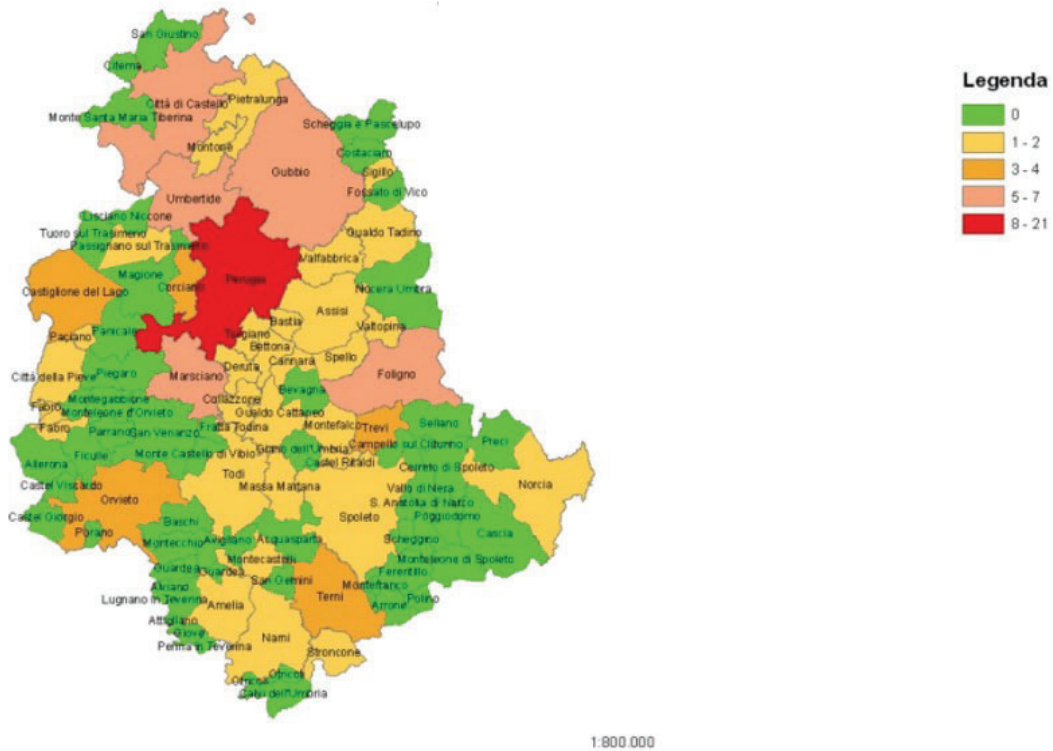 San Giustino
Citerna
Città di Castello
Pietralunga
Monte Santa Maria Tiberina
Montone
Scheggia e Pascelupo
Costacciaro
Sigillo
Gubbio
Fossato di Vico
Umbertide
Lisciano Niccone
Tuoro sul Trasimeno
Passignano sul Trasimeno
Gualdo Tadino
Valfabbrica
Magione
Corciano
Perugia
Castiglione del Lago
Nocera Umbra
Assisi
Bastia
Valtopina
Panicale
Paciano
Torgiano
Bettona
Spello
Cannara
Deruta
Città della Pieve
Piegaro
Marsciano
Foligno
Bevagna
Montegabbione
Collazzone
Fabro
Monteleone d'Orvieto
Gualdo Cattaneo
Fabro
Parrano
San Venanzo
Fratta Todina
Montefalco
Trevi
Sellano
Campello sul Clitunno
Preci
Allerona
Ficulle
Monte Castello di Vibio
Giano dell'Umbria
Castel Ritaldi
Cerreto di Spoleto
Todi
Castel Viscardo
Massa Martana
Vallo di Nera
Norcia
Orvieto
S. Anatolia di Narco
Castel Giorgio
Spoleto
Poggiodomo
Baschi
Porano
Cascia
Montecchio
Avigliano
Acquasparta
Scheggino
Montecastrilli
Monteleone di Spoleto
Guardea
Guardea
Ferentillo
San Gemini
Montefranco
Alviano
Lugnano in Teverina
Amelia
Terni
Polino
Arrone
Attigliano
Giove
Penna in Teverina
Narni
Stroncone
Otricoli
Otricoli
Calvi dell'Umbria
Legenda
0
1 - 2
3 - 4
5 - 7
8 - 21
1:800.000